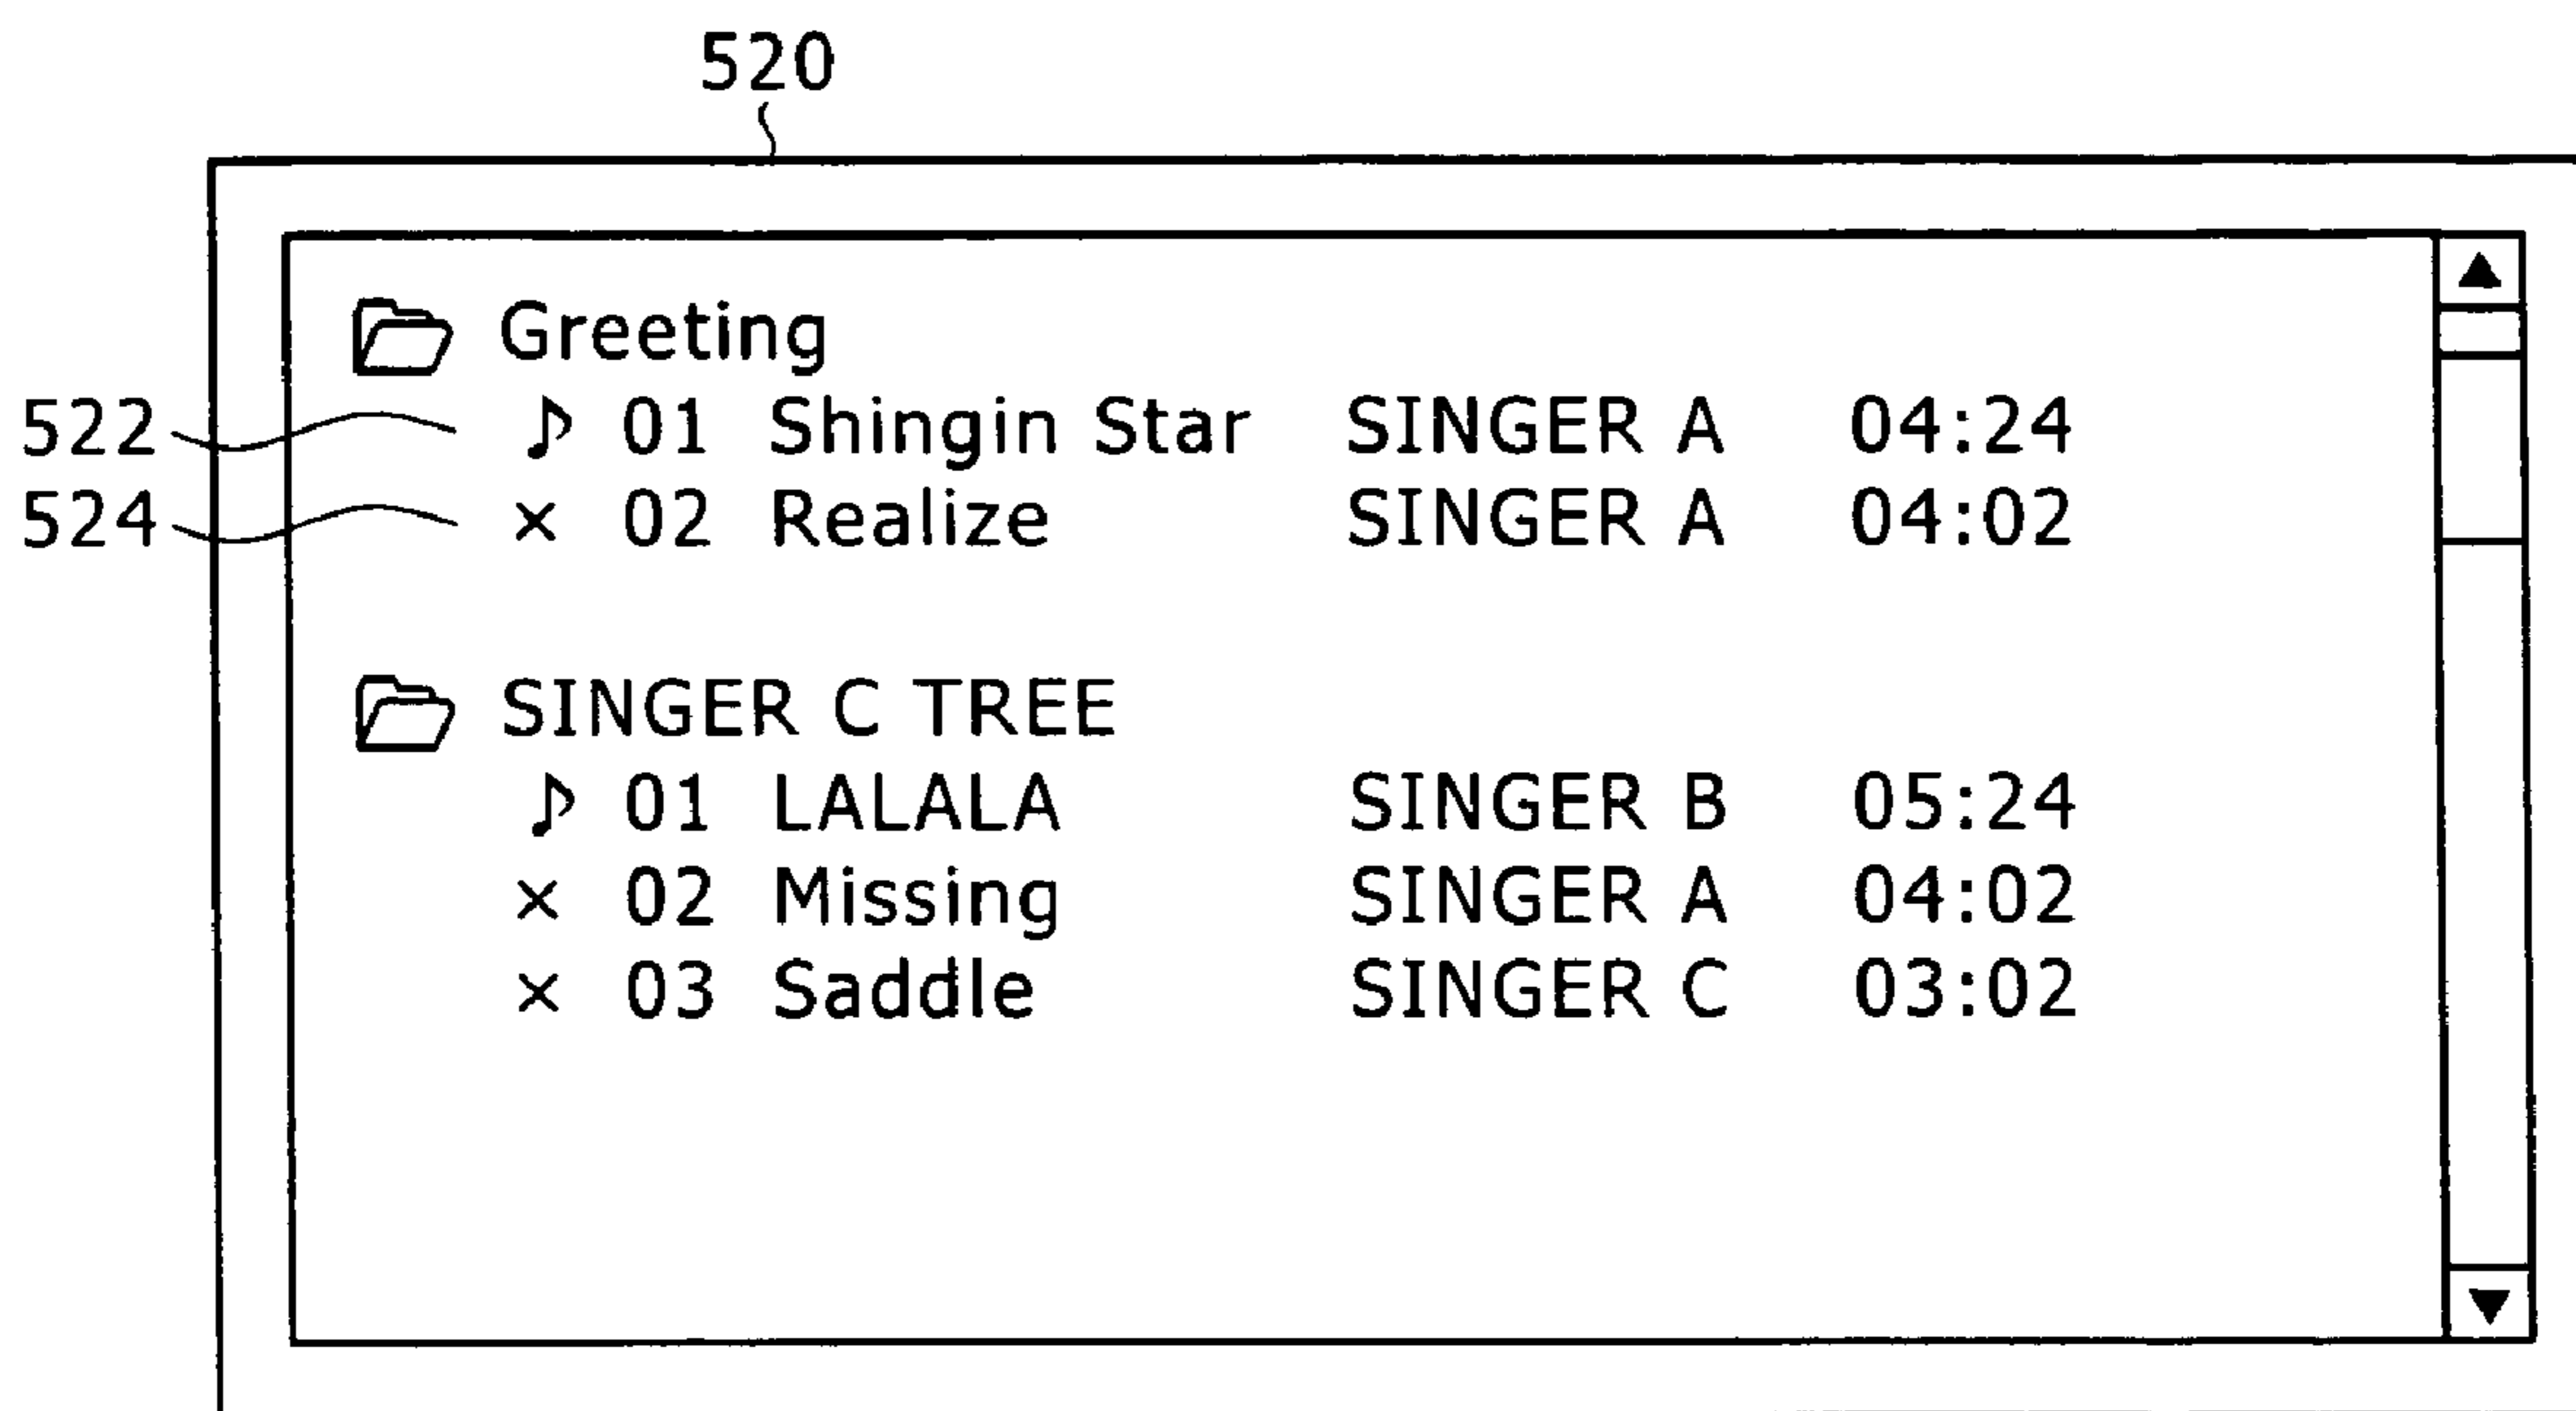 520
Greeting
522 ♪ 01 Shingin Star SINGER A 04:24
524 × 02 Realize SINGER A 04:02
SINGER C TREE
♪ 01 LALALA SINGER B 05:24
× 02 Missing SINGER A 04:02
× 03 Saddle SINGER C 03:02